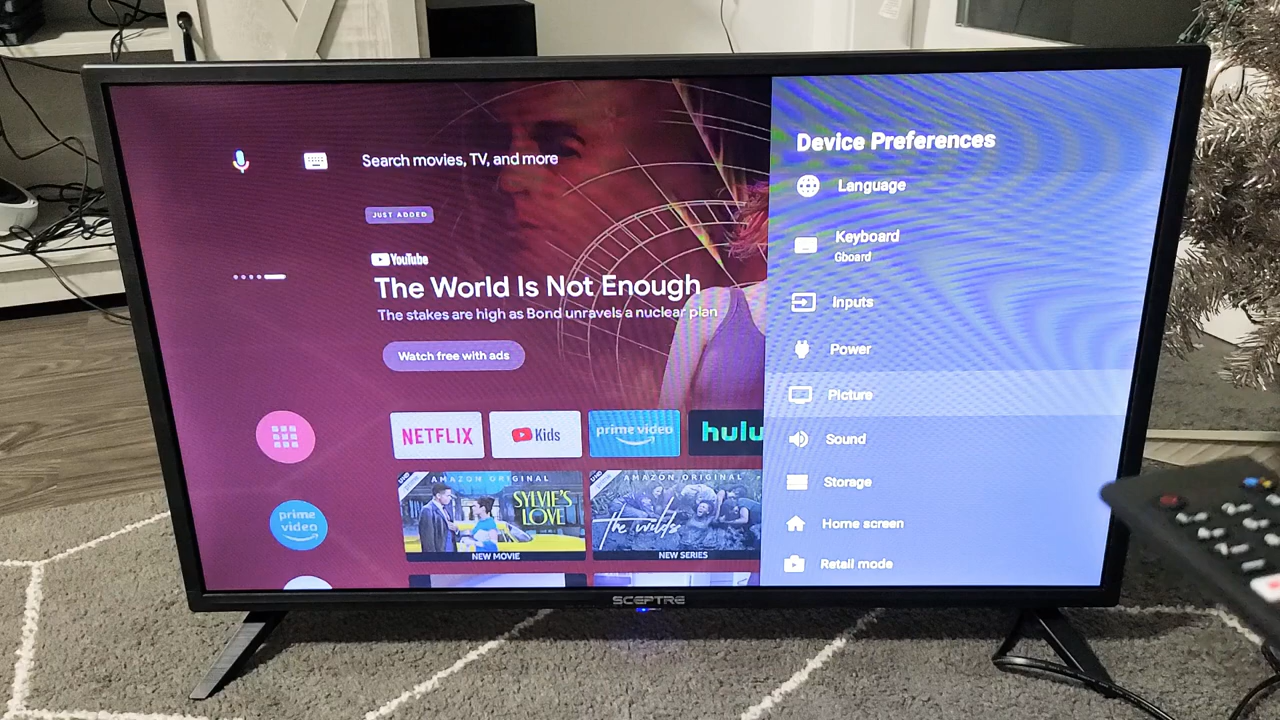 Search movies, TV, and more
JUST ADDED
YouTube
The World Is Not Enough
The stakes are high as Bond unravels a nuclear plan
Watch free with ads
NETFLIX
Kids
prime video
hulu
prime
video
AMAZON ORIGINAL
SYLVIE'S
LOVE
NEW MOVIE
AMAZON ORIGINAL
the wilds
NEW SERIES
Device Preferences
Language
Keyboard
Gboard
Inputs
Power
Picture
Sound
Storage
Home screen
Retail mode
SCEPTRE